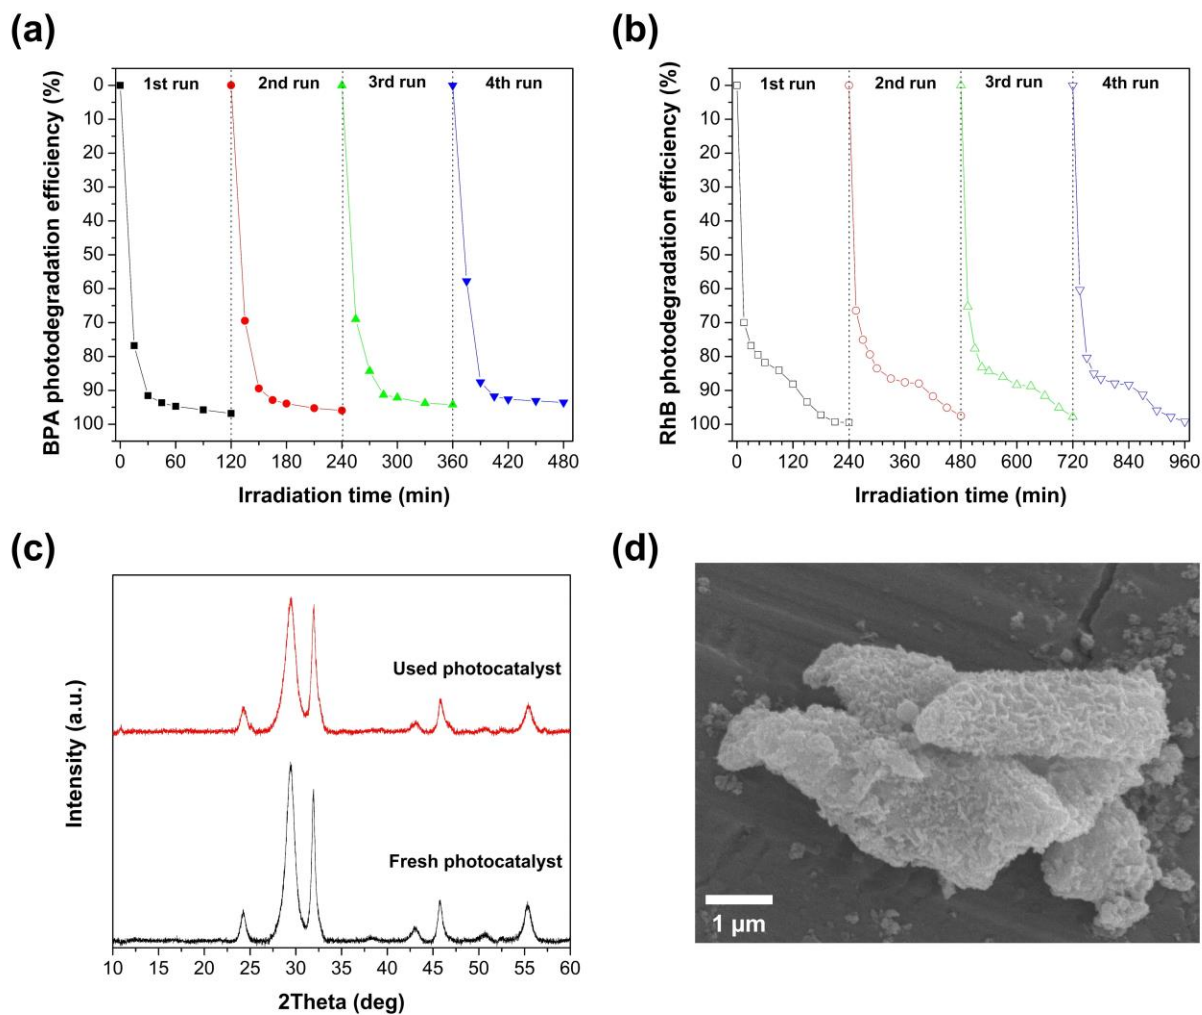 (a)
BPA photodegradation efficiency (%)
0
10
20
30
40
50
60
70
80
90
100
1st run
2nd run
3rd run
4th run
0 60 120 180 240 300 360 420 480
Irradiation time (min)
(b)
RhB photodegradation efficiency (%)
0
10
20
30
40
50
60
70
80
90
100
1st run
2nd run
3rd run
4th run
0 120 240 360 480 600 720 840 960
Irradiation time (min)
(c)
Intensity (a.u.)
Used photocatalyst
Fresh photocatalyst
10 15 20 25 30 35 40 45 50 55 60
2Theta (deg)
(d)
1 µm